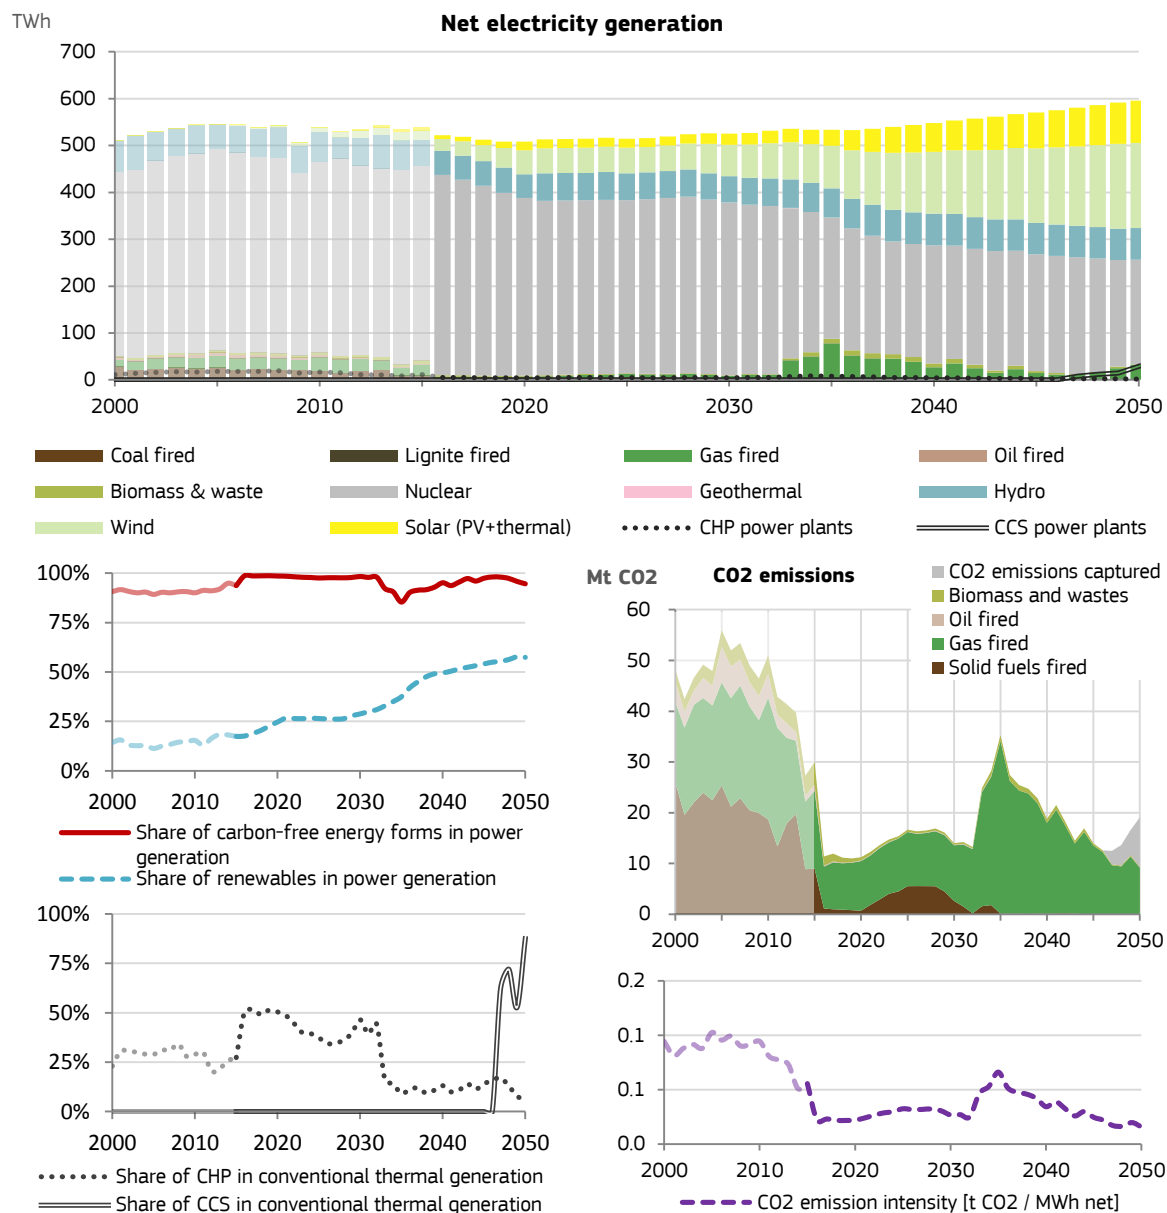 TWh
Net electricity generation
700
600
500
400
300
200
100
0
2000 2010 2020 2030 2040 2050
Coal fired Lignite fired Gas fired Oil fired
Biomass & waste Nuclear Geothermal Hydro
Wind Solar (PV+thermal) CHP power plants CCS power plants
100%
75%
50%
25%
0%
2000 2010 2020 2030 2040 2050
Share of carbon-free energy forms in power
generation
Share of renewables in power generation
Mt CO2 CO2 emissions
CO2 emissions captured
Biomass and wastes
Oil fired
Gas fired
Solid fuels fired
60
50
40
30
20
10
0
2000 2010 2020 2030 2040 2050
100%
75%
50%
25%
0%
2000 2010 2020 2030 2040 2050
Share of CHP in conventional thermal generation
Share of CCS in conventional thermal generation
0.2
0.1
0.1
0.0
2000 2010 2020 2030 2040 2050
CO2 emission intensity [t CO2 / MWh net]